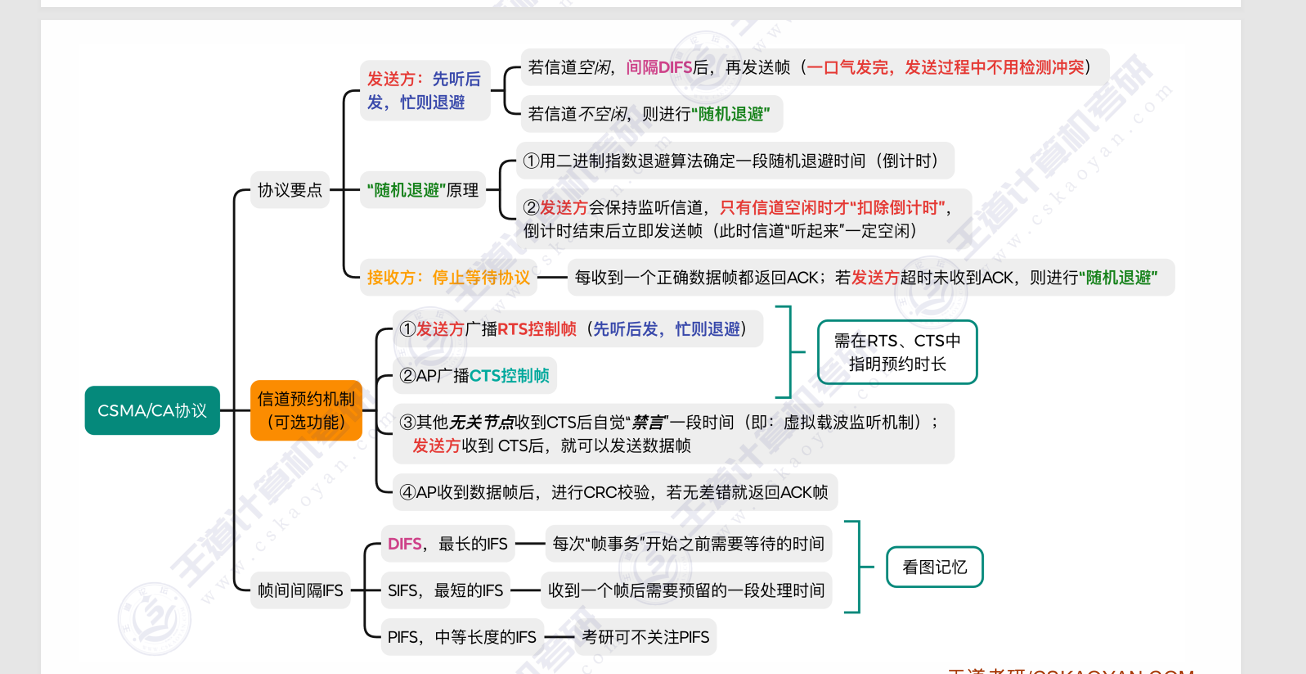 发送方：先听后
发，忙则退避
若信道空闲，间隔DIFS后，再发送帧（一口气发完，发送过程中不用检测冲突）
若信道不空闲，则进行“随机退避”
协议要点
“随机退避”原理
①用二进制指数退避算法确定一段随机退避时间（倒计时）
②发送方会保持监听信道，只有信道空闲时才“扣除倒计时”，
倒计时结束后立即发送帧（此时信道“听起来”一定空闲）
接收方：停止等待协议
每收到一个正确数据帧都返回ACK；若发送方超时未收到ACK，则进行“随机退避”
CSMA/CA协议
信道预约机制
（可选功能）
①发送方广播RTS控制帧（先听后发，忙则退避）
②AP广播CTS控制帧
需在RTS、CTS中
指明预约时长
③其他无关节点收到CTS后自觉“禁言”一段时间（即：虚拟载波监听机制）；
发送方收到 CTS后，就可以发送数据帧
④AP收到数据帧后，进行CRC校验，若无差错就返回ACK帧
帧间间隔IFS
DIFS，最长的IFS
每次“帧事务”开始之前需要等待的时间
SIFS，最短的IFS
收到一个帧后需要预留的一段处理时间
看图记忆
PIFS，中等长度的IFS
考研可不关注PIFS
王道计算机考研
www.cskaoyan.com
王道考研/CSKAOYAN.COM